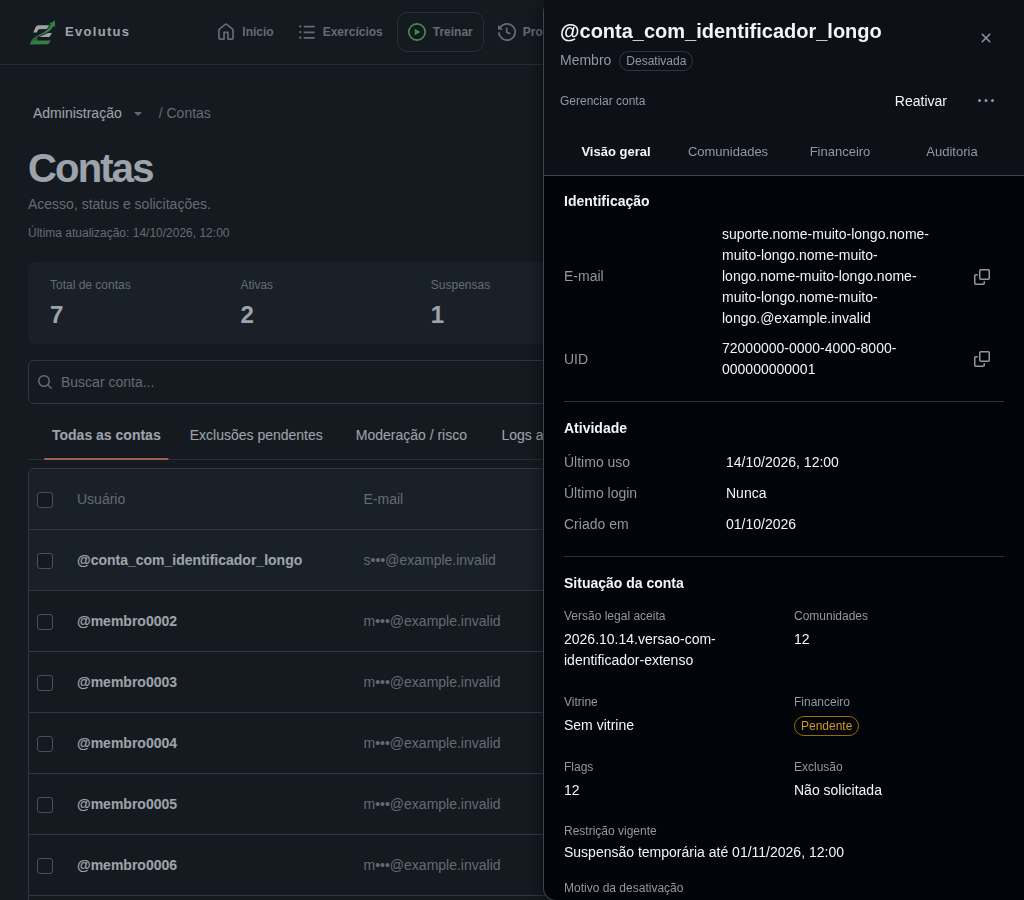 Evolutus
Início
Exercícios
Treinar
Pro
Administração / Contas
Contas
Acesso, status e solicitações.
Última atualização: 14/10/2026, 12:00
Total de contas
7
Ativas
2
Suspensas
1
Buscar conta...
Todas as contas
Exclusões pendentes
Moderação / risco
Logs a
Usuário
E-mail
@conta_com_identificador_longo
s•••@example.invalid
@membro0002
m•••@example.invalid
@membro0003
m•••@example.invalid
@membro0004
m•••@example.invalid
@membro0005
m•••@example.invalid
@membro0006
m•••@example.invalid
@conta_com_identificador_longo
Membro
Desativada
Gerenciar conta
Reativar
Visão geral
Comunidades
Financeiro
Auditoria
Identificação
E-mail
suporte.nome-muito-longo.nome-
muito-longo.nome-muito-
longo.nome-muito-longo.nome-
muito-longo.nome-muito-
longo.@example.invalid
UID
72000000-0000-4000-8000-
000000000001
Atividade
Último uso
14/10/2026, 12:00
Último login
Nunca
Criado em
01/10/2026
Situação da conta
Versão legal aceita
2026.10.14.versao-com-
identificador-extenso
Comunidades
12
Vitrine
Sem vitrine
Financeiro
Pendente
Flags
12
Exclusão
Não solicitada
Restrição vigente
Suspensão temporária até 01/11/2026, 12:00
Motivo da desativação